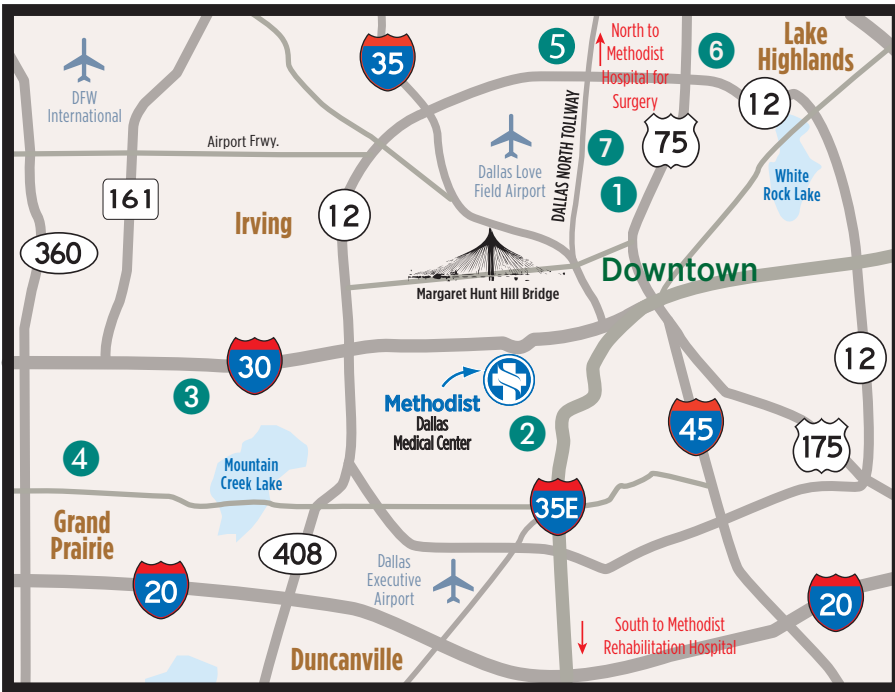 5
North to
Methodist
Hospital for
Surgery
6
Lake
Highlands
35
DFW
International
12
Airport Frwy.
DALLAS NORTH TOLLWAY
7
75
Dallas Love
Field Airport
1
White
Rock Lake
161
Irving
12
360
Downtown
Margaret Hunt Hill Bridge
30
12
3
Methodist
Dallas
Medical Center
2
45
175
4
Mountain
Creek Lake
35E
Grand
Prairie
408
Dallas
Executive
Airport
20
20
South to Methodist
Rehabilitation Hospital
Duncanville